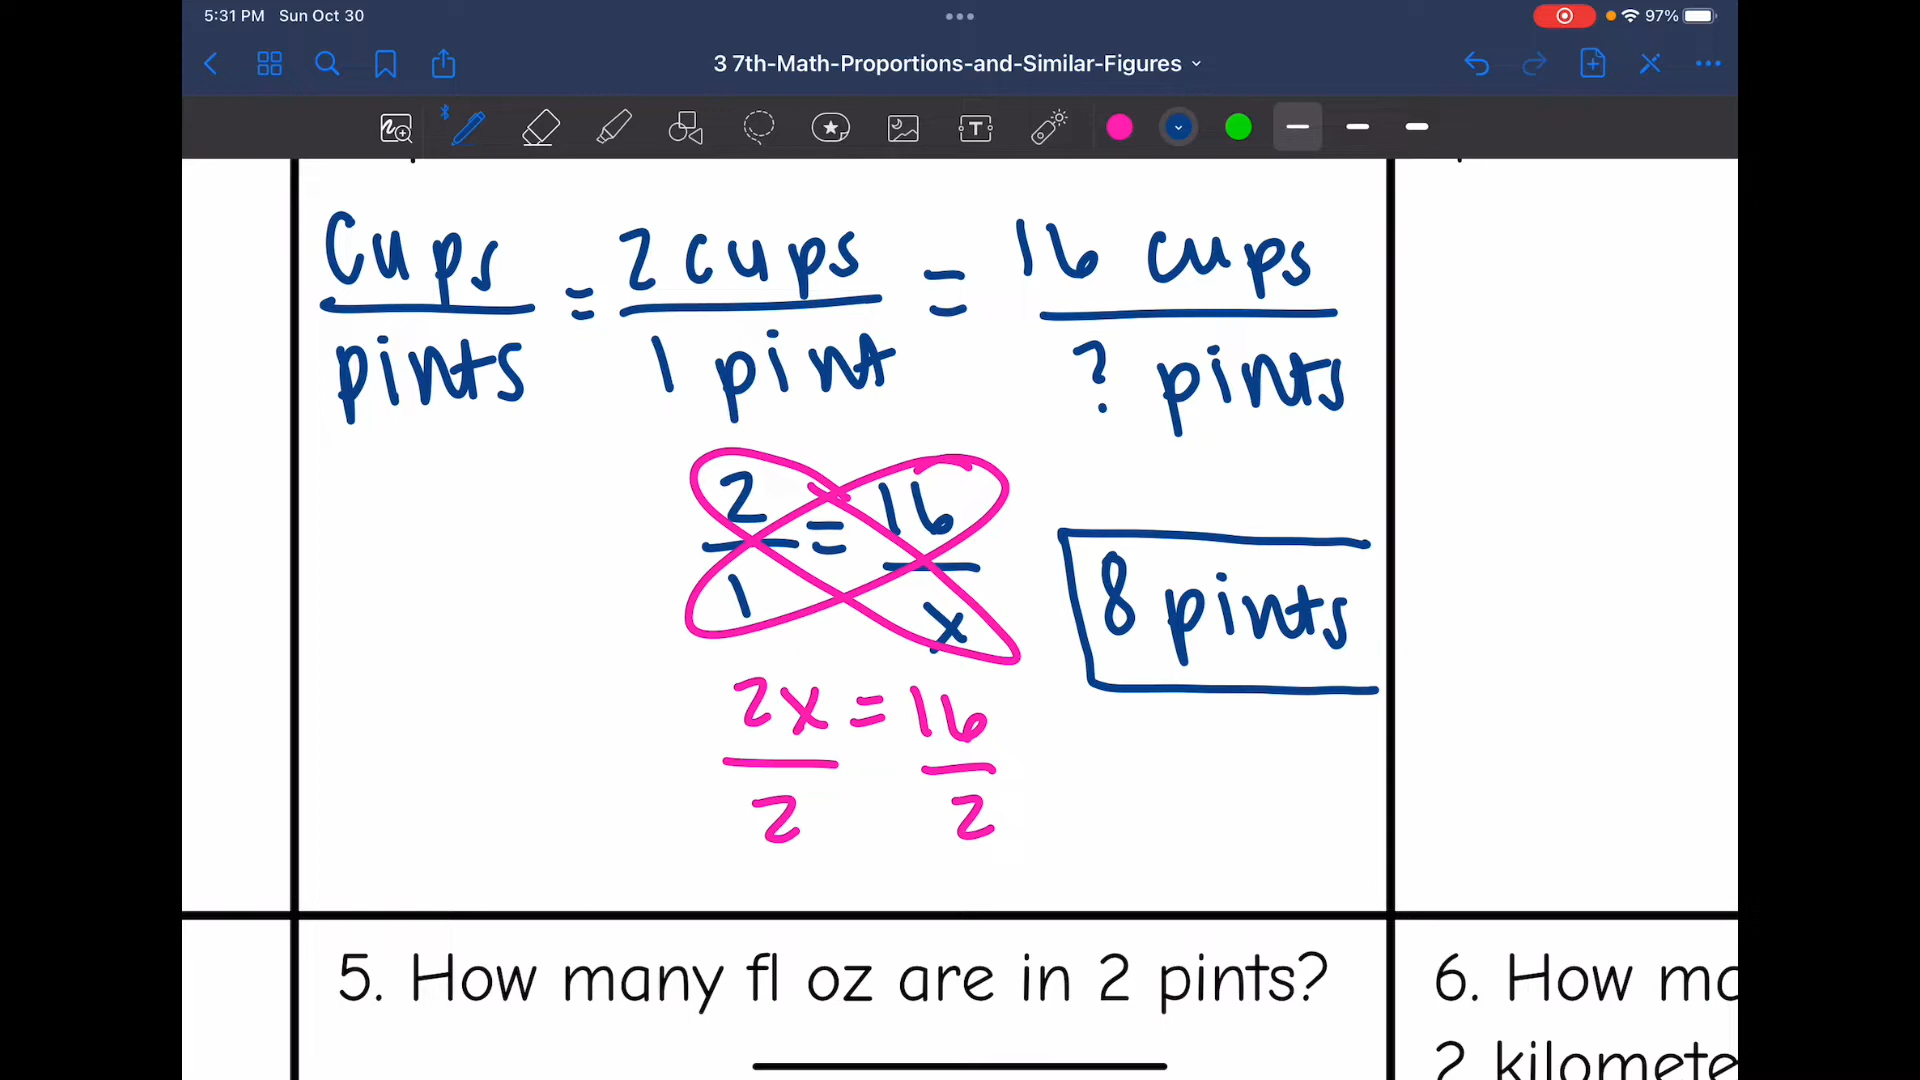 5:31 PM Sun Oct 30
97%
3 7th-Math-Proportions-and-Similar-Figures
T
Cups = 2 cups = 16 cups
pints 1 pint ? pints
2 = 16
1 x
8 pints
2x = 16
2 2
5. How many fl oz are in 2 pints?
6. How
2